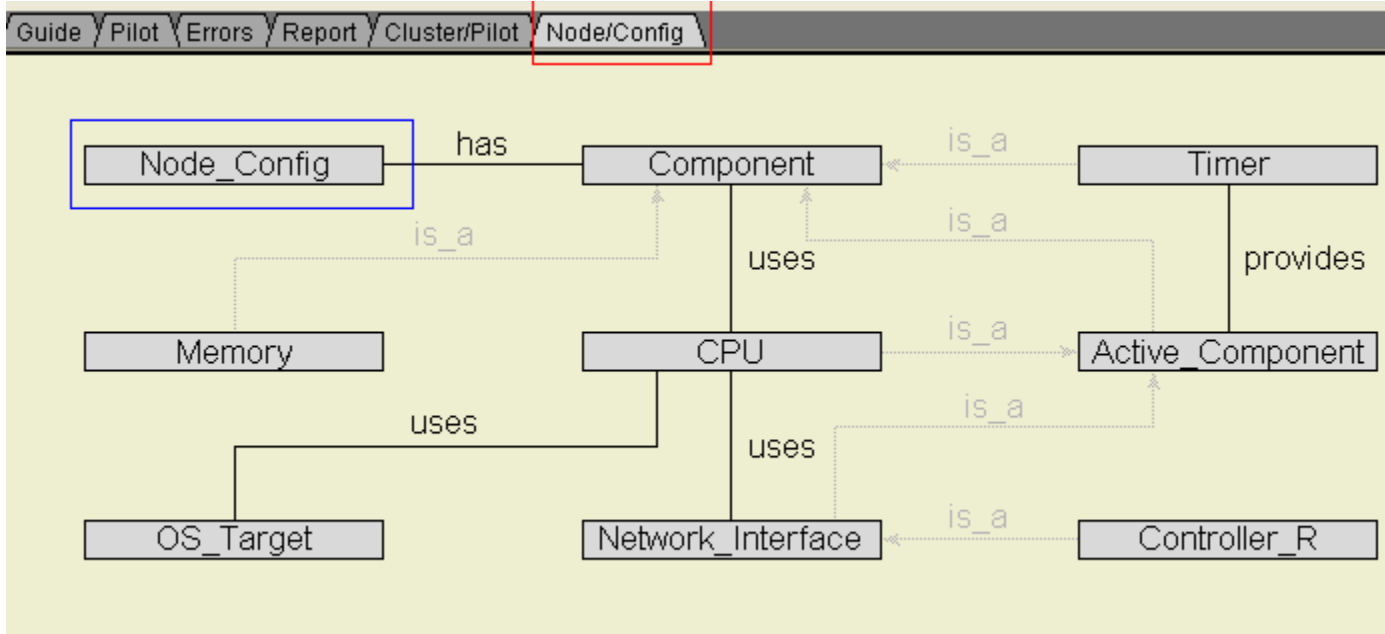 Guide Pilot Errors Report Cluster/Pilot Node/Config
Node_Config has Component is_a Timer
is_a is_a
uses provides
Memory CPU is_a Active_Component
uses is_a
uses
OS_Target Network_Interface is_a Controller_R